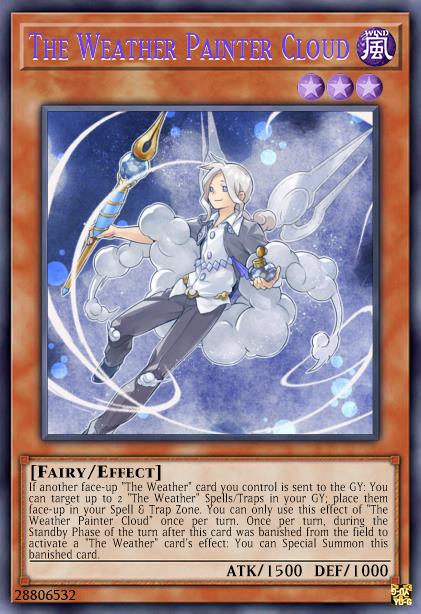 The Weather Painter Cloud
WIND
風
[Fairy/Effect]
If another face-up "The Weather" card you control is sent to the GY: You
can target up to 2 "The Weather" Spells/Traps in your GY; place them
face-up in your Spell & Trap Zone. You can only use this effect of "The
Weather Painter Cloud" once per turn. Once per turn, during the
Standby Phase of the turn after this card was banished from the field to
activate a "The Weather" card's effect: You can Special Summon this
banished card.
ATK/1500 DEF/1000
28806532